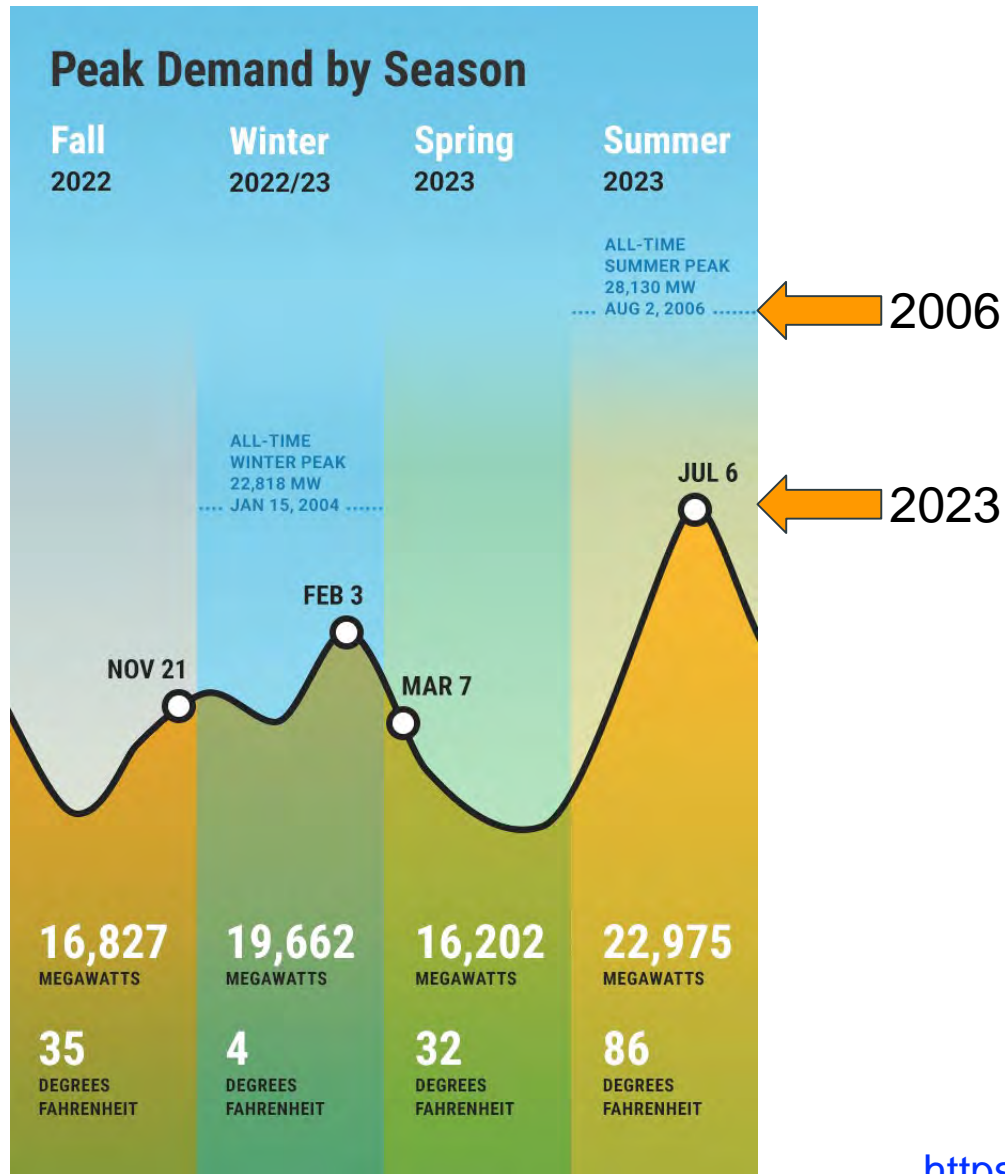 Peak Demand by Season
Fall
2022
Winter
2022/23
Spring
2023
Summer
2023
ALL-TIME
SUMMER PEAK
28,130 MW
.... AUG 2, 2006 .......
2006
ALL-TIME
WINTER PEAK
22,818 MW
.... JAN 15, 2004 ......
JUL 6
2023
FEB 3
NOV 21
MAR 7
16,827
MEGAWATTS
35
DEGREES
FAHRENHEIT
19,662
MEGAWATTS
4
DEGREES
FAHRENHEIT
16,202
MEGAWATTS
32
DEGREES
FAHRENHEIT
22,975
MEGAWATTS
86
DEGREES
FAHRENHEIT
https